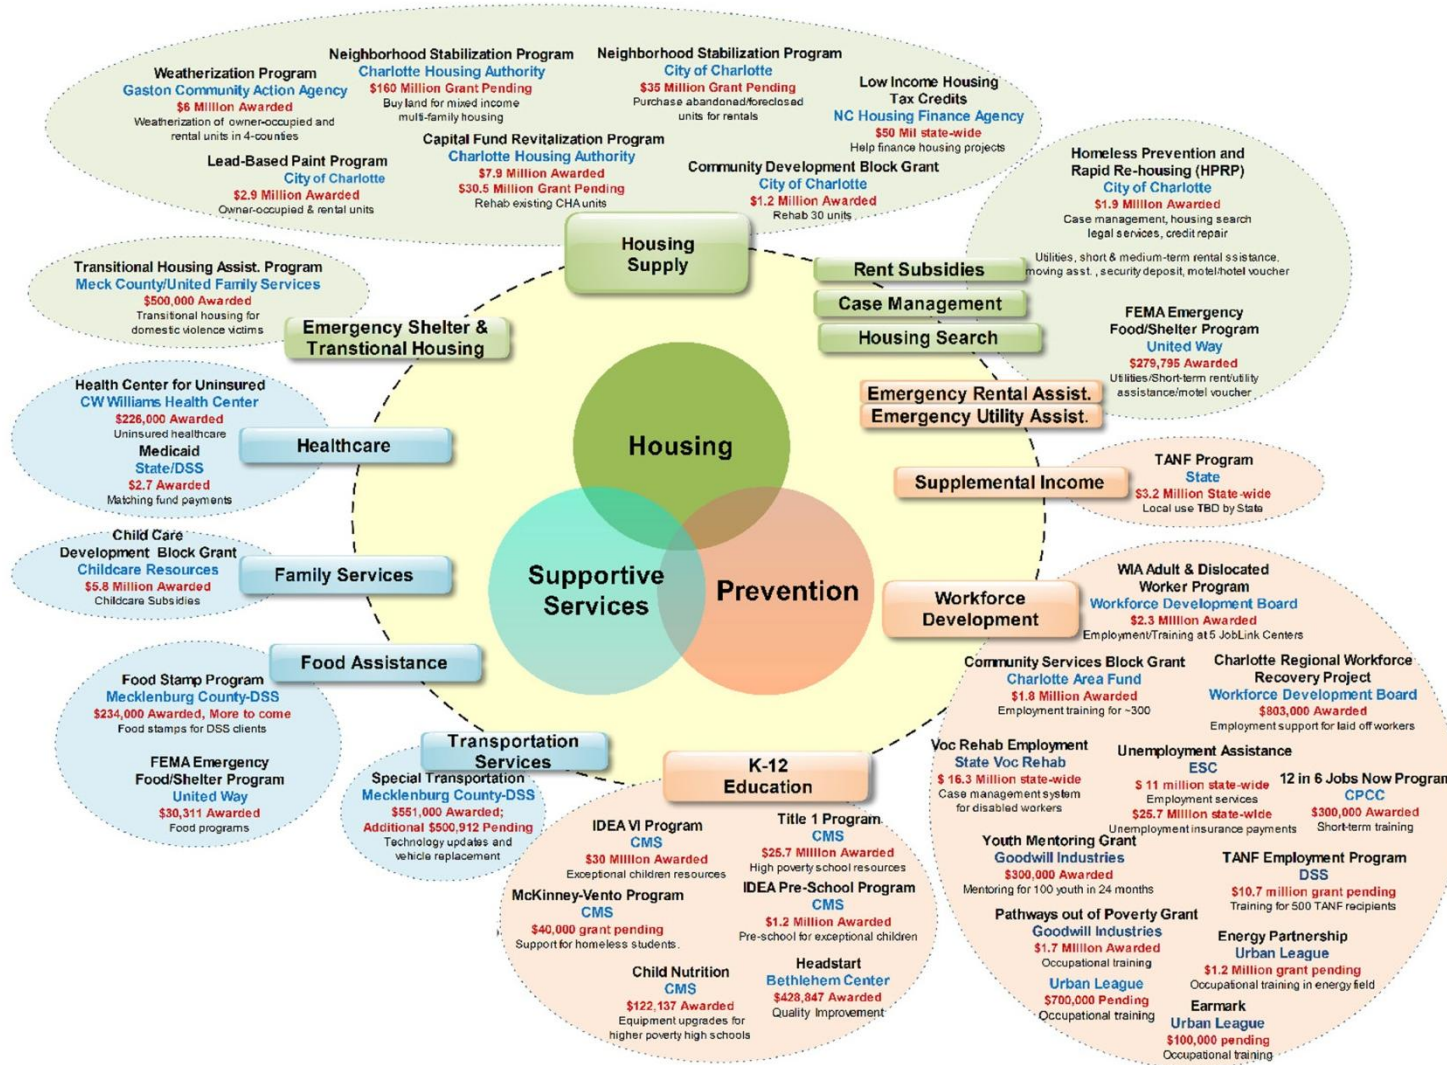 Weatherization Program
Gaston Community Action Agency
$6 Million Awarded
Weatherization of owner-occupied and
rental units in 4-counties
Neighborhood Stabilization Program
Charlotte Housing Authority
$160 Million Grant Pending
Buy land for mixed income
multi-family housing
Neighborhood Stabilization Program
City of Charlotte
$35 Million Grant Pending
Purchase abandoned/foreclosed
units for rentals
Low Income Housing
Tax Credits
NC Housing Finance Agency
$50 Mil state-wide
Help finance housing projects
Lead-Based Paint Program
City of Charlotte
$2.9 Million Awarded
Owner-occupied & rental units
Capital Fund Revitalization Program
Charlotte Housing Authority
$7.9 Million Awarded
$30.5 Million Grant Pending
Rehab existing CHA units
Community Development Block Grant
City of Charlotte
$1.2 Million Awarded
Rehab 30 units
Housing
Supply
Homeless Prevention and
Rapid Re-housing (HPRP)
City of Charlotte
$1.9 Million Awarded
Case management, housing search
legal services, credit repair
Utilities, short & medium-term rental ssistance,
moving asst. , security deposit, motel/hotel voucher
FEMA Emergency
Food/Shelter Program
United Way
$279,795 Awarded
Utilities/Short-term rent/utility
assistance/motel voucher
Rent Subsidies
Case Management
Housing Search
Transitional Housing Assist. Program
Meck County/United Family Services
$500,000 Awarded
Transitional housing for
domestic violence victims
Emergency Shelter &
Transtional Housing
Emergency Rental Assist.
Emergency Utility Assist.
Health Center for Uninsured
CW Williams Health Center
$226,000 Awarded
Uninsured healthcare
Medicaid
State/DSS
$2.7 Awarded
Matching fund payments
Healthcare
Housing
Supportive
Services
Prevention
Supplemental Income
TANF Program
State
$3.2 Million State-wide
Local use TBD by State
Child Care
Development Block Grant
Childcare Resources
$5.8 Million Awarded
Childcare Subsidies
Family Services
Workforce
Development
WIA Adult & Dislocated
Worker Program
Workforce Development Board
$2.3 Million Awarded
Employment/Training at 5 JobLink Centers
Community Services Block Grant
Charlotte Area Fund
$1.8 Million Awarded
Employment training for ~300
Charlotte Regional Workforce
Recovery Project
Workforce Development Board
$803,000 Awarded
Employment support for laid off workers
Voc Rehab Employment
State Voc Rehab
$ 16.3 Million state-wide
Case management system
for disabled workers
Unemployment Assistance
ESC
$ 11 million state-wide
Employment services
$25.7 Million state-wide
Unemployment insurance payments
12 in 6 Jobs Now Program
CPCC
$300,000 Awarded
Short-term training
Youth Mentoring Grant
Goodwill Industries
$300,000 Awarded
Mentoring for 100 youth in 24 months
TANF Employment Program
DSS
$10.7 million grant pending
Training for 500 TANF recipients
Pathways out of Poverty Grant
Goodwill Industries
$1.7 Million Awarded
Occupational training
Urban League
$700,000 Pending
Occupational training
Energy Partnership
Urban League
$1.2 Million grant pending
Occupational training in energy field
Earmark
Urban League
$100,000 pending
Occupational training
Food Assistance
Food Stamp Program
Mecklenburg County-DSS
$234,000 Awarded, More to come
Food stamps for DSS clients
FEMA Emergency
Food/Shelter Program
United Way
$30,311 Awarded
Food programs
Transportation
Services
Special Transportation
Mecklenburg County-DSS
$551,000 Awarded;
Additional $500,912 Pending
Technology updates and
vehicle replacement
K-12
Education
IDEA VI Program
CMS
$30 Million Awarded
Exceptional children resources
Title 1 Program
CMS
$25.7 Million Awarded
High poverty school resources
McKinney-Vento Program
CMS
$40,000 grant pending
Support for homeless students.
IDEA Pre-School Program
CMS
$1.2 Million Awarded
Pre-school for exceptional children
Child Nutrition
CMS
$122,137 Awarded
Equipment upgrades for
higher poverty high schools
Headstart
Bethlehem Center
$428,847 Awarded
Quality Improvement